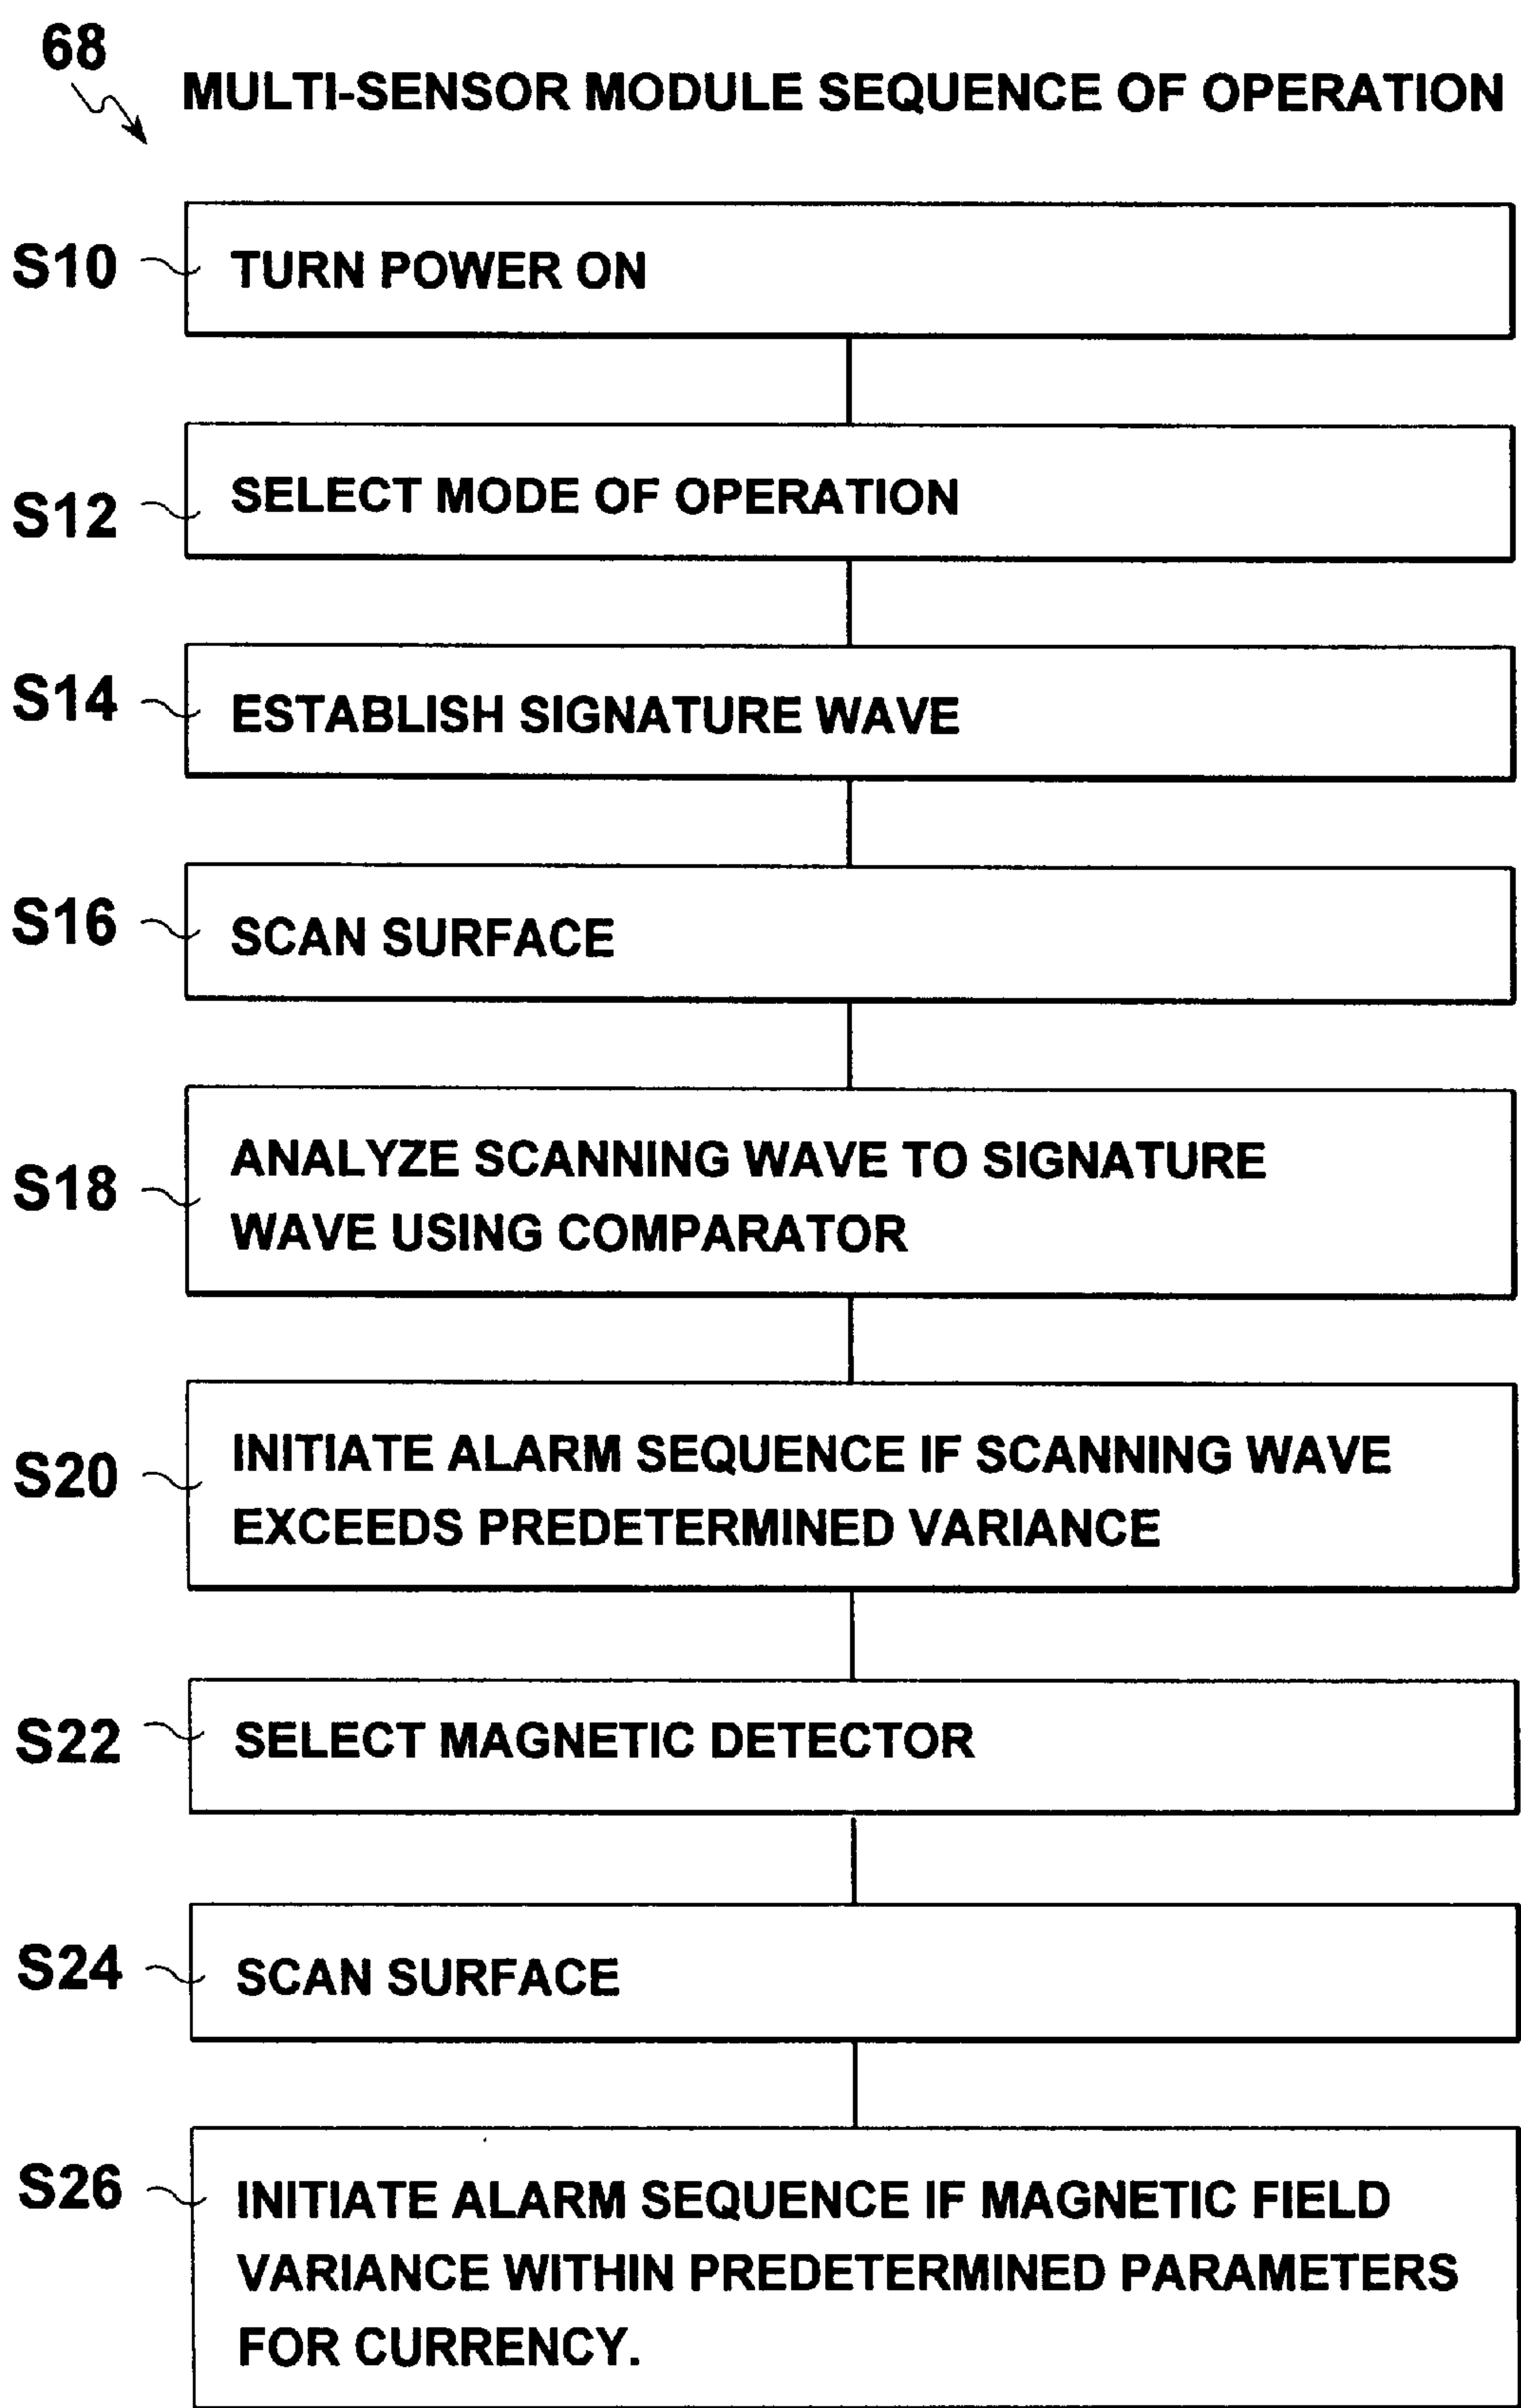 68
MULTI-SENSOR MODULE SEQUENCE OF OPERATION
S10
TURN POWER ON
S12
SELECT MODE OF OPERATION
S14
ESTABLISH SIGNATURE WAVE
S16
SCAN SURFACE
S18
ANALYZE SCANNING WAVE TO SIGNATURE
WAVE USING COMPARATOR
S20
INITIATE ALARM SEQUENCE IF SCANNING WAVE
EXCEEDS PREDETERMINED VARIANCE
S22
SELECT MAGNETIC DETECTOR
S24
SCAN SURFACE
S26
INITIATE ALARM SEQUENCE IF MAGNETIC FIELD
VARIANCE WITHIN PREDETERMINED PARAMETERS
FOR CURRENCY.